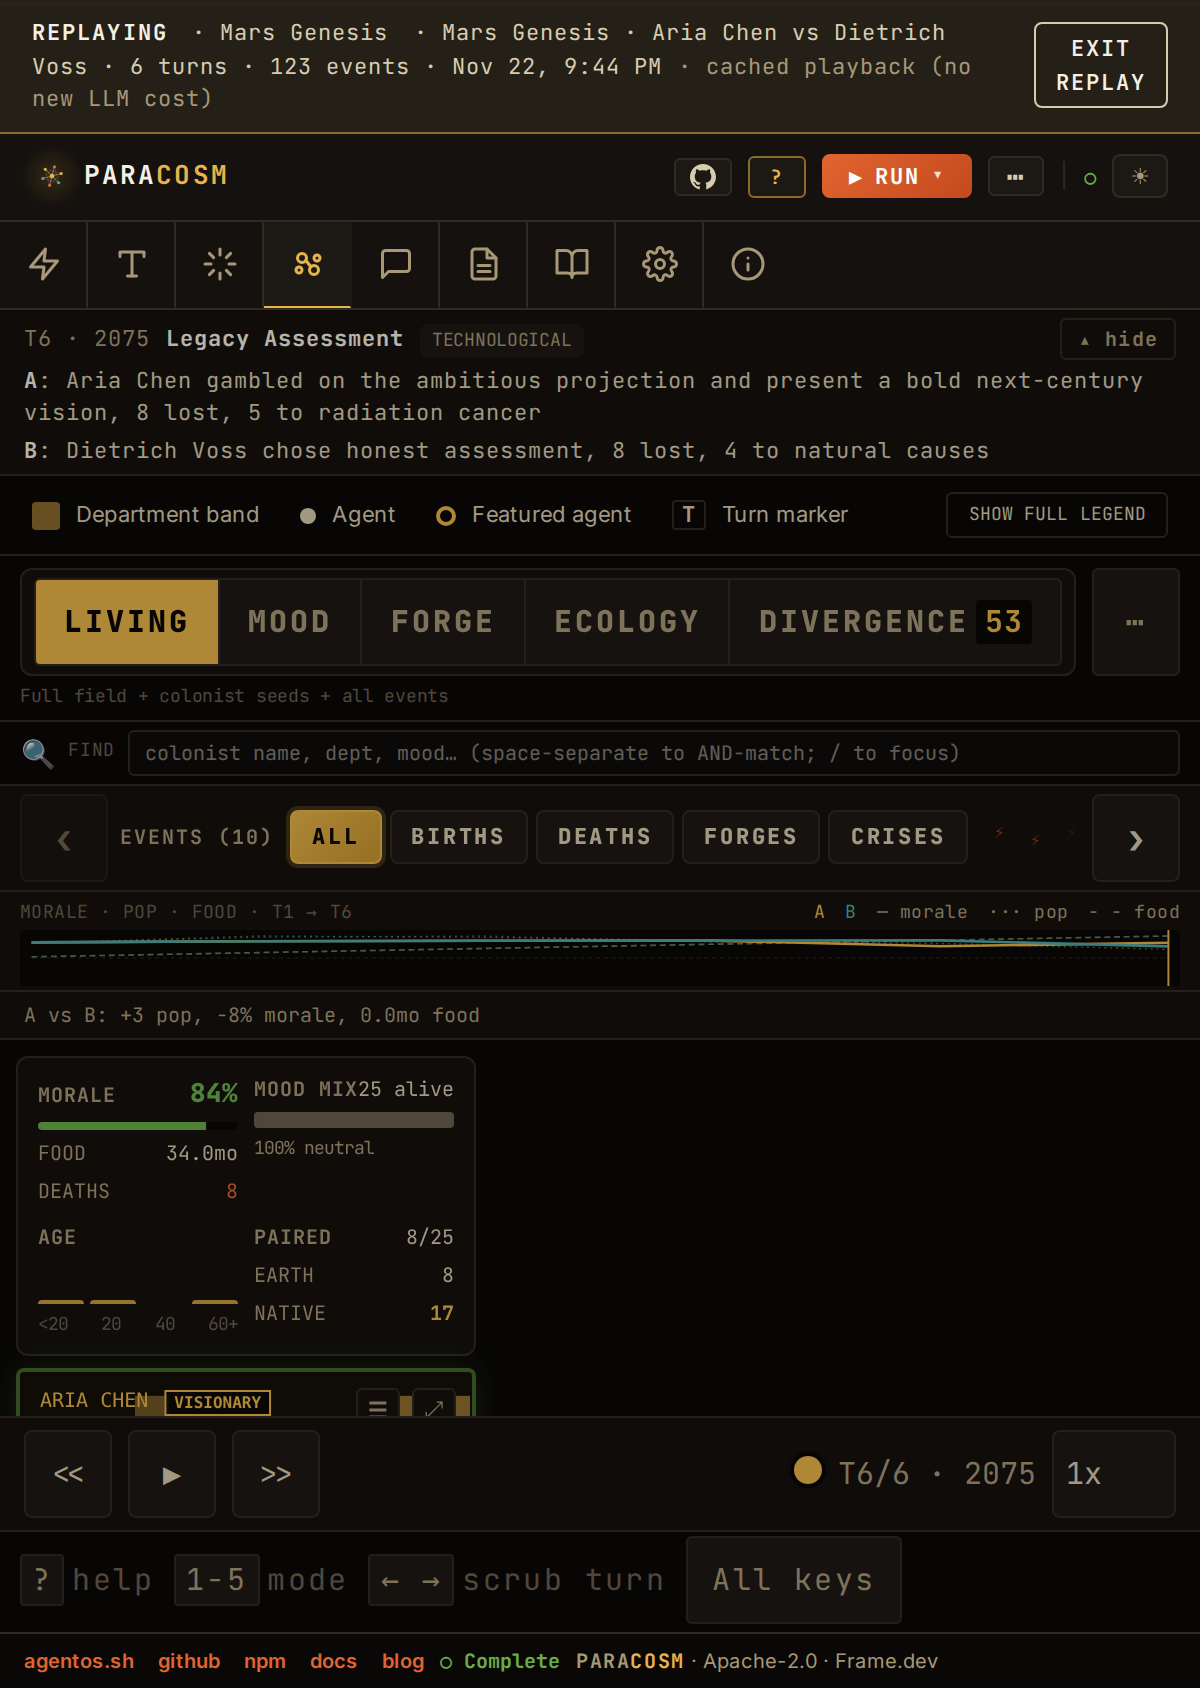 REPLAYING · Mars Genesis · Mars Genesis · Aria Chen vs Dietrich
Voss · 6 turns · 123 events · Nov 22, 9:44 PM · cached playback (no
new LLM cost)
EXIT
REPLAY
PARACOSM
?
▶ RUN ▼
⋯
T6 · 2075 Legacy Assessment TECHNOLOGICAL
▲ hide
A: Aria Chen gambled on the ambitious projection and present a bold next-century
vision, 8 lost, 5 to radiation cancer
B: Dietrich Voss chose honest assessment, 8 lost, 4 to natural causes
Department band
Agent
Featured agent
T Turn marker
SHOW FULL LEGEND
LIVING MOOD FORGE ECOLOGY DIVERGENCE 53
⋯
Full field + colonist seeds + all events
FIND
colonist name, dept, mood… (space-separate to AND-match; / to focus)
‹ EVENTS (10) ALL BIRTHS DEATHS FORGES CRISES ›
MORALE · POP · FOOD · T1 → T6
A B — morale ··· pop - - food
A vs B: +3 pop, -8% morale, 0.0mo food
MORALE 84%
MOOD MIX 25 alive
100% neutral
FOOD 34.0mo
DEATHS 8
AGE
<20 20 40 60+
PAIRED 8/25
EARTH 8
NATIVE 17
ARIA CHEN VISIONARY
<< ▶ >>
T6/6 · 2075
1x
? help 1-5 mode ← → scrub turn All keys
agentos.sh github npm docs blog ○ Complete PARACOSM · Apache-2.0 · Frame.dev